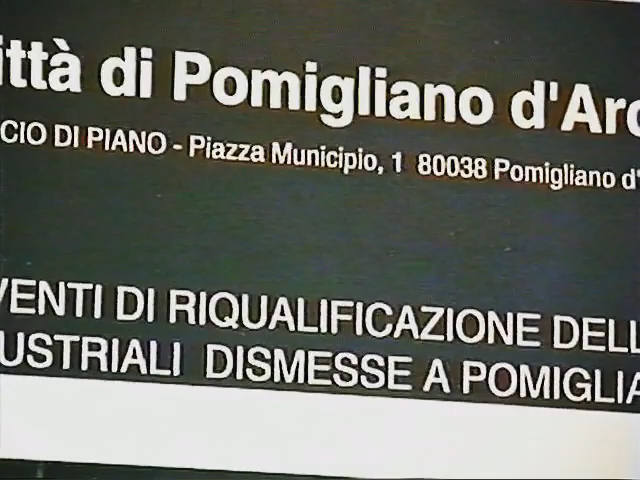 ittà di Pomigliano d'Arc
CIO DI PIANO - Piazza Municipio, 1 80038 Pomigliano d'
VENTI DI RIQUALIFICAZIONE DELL
USTRIALI DISMESSE A POMIGLIA